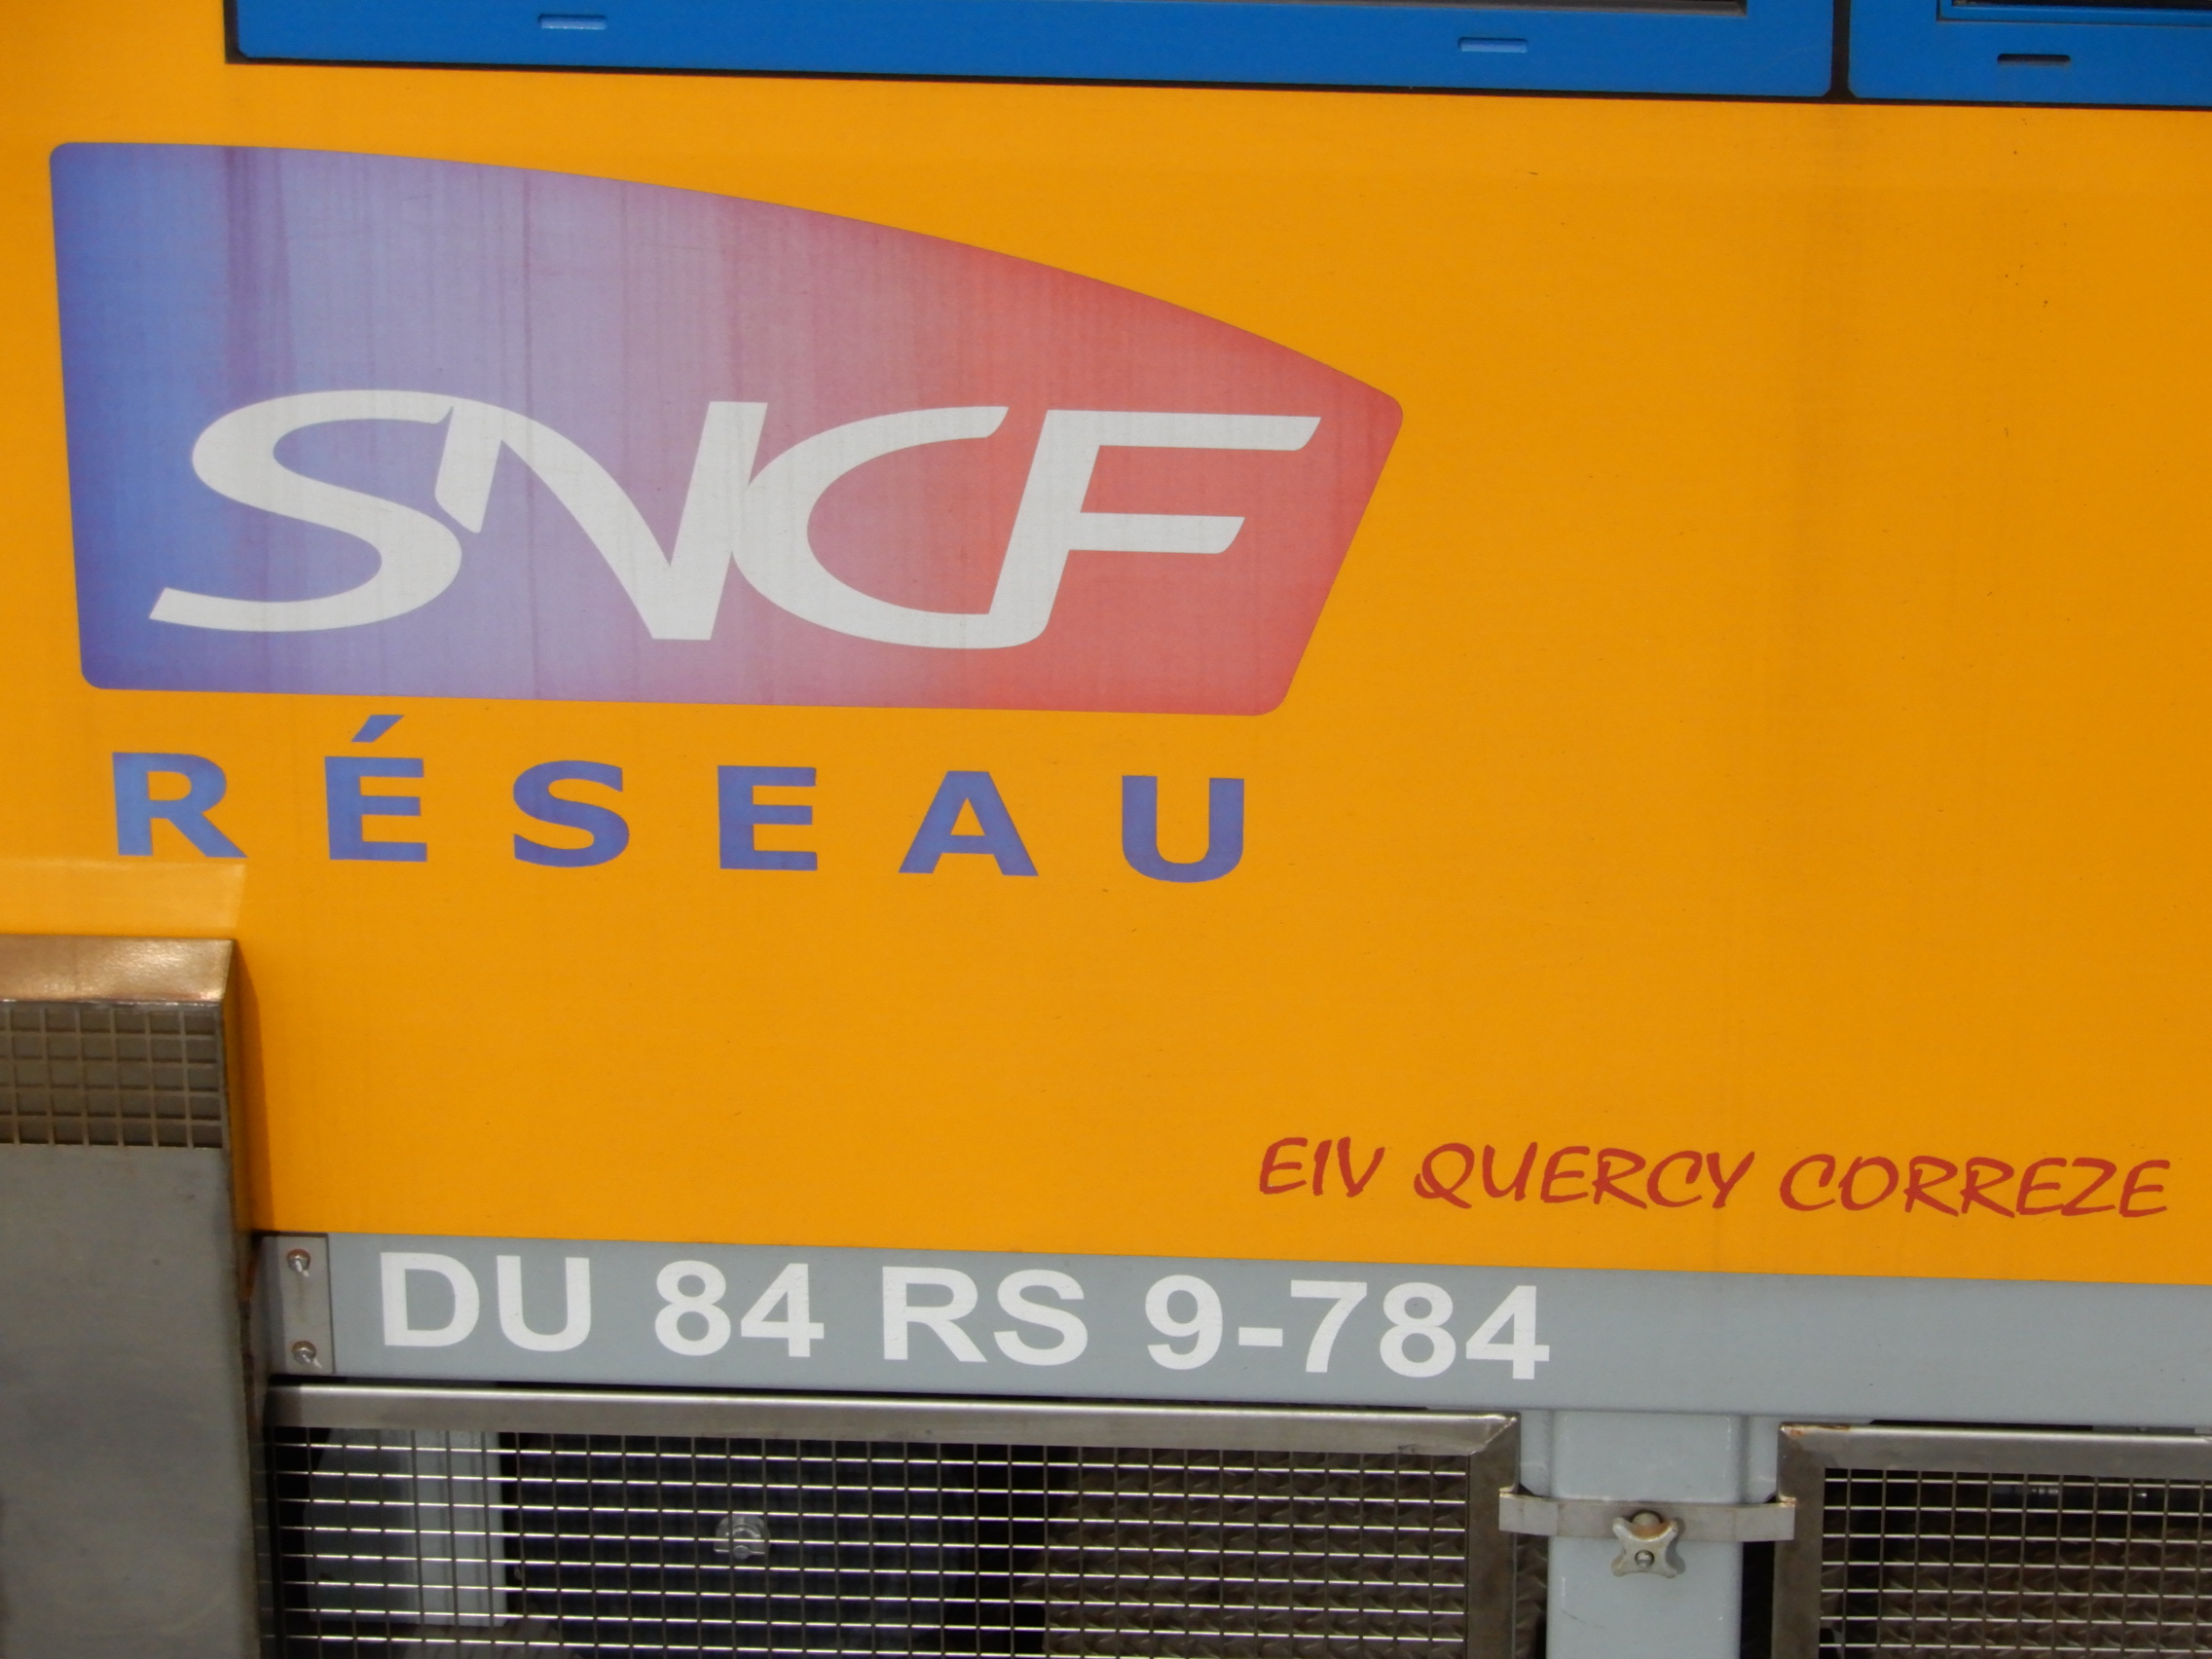 SNCF
RÉSEAU
EIV QUERCY CORREZE
DU 84 RS 9-784